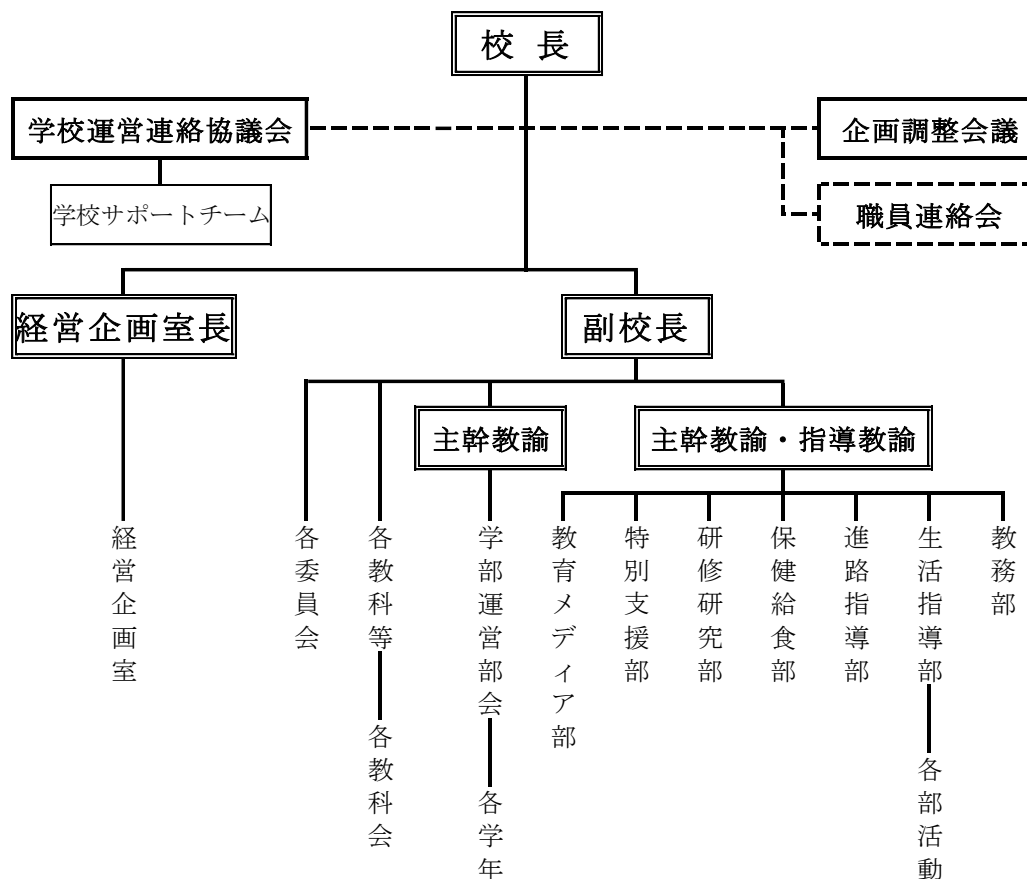 校 長
学校運営連絡協議会
企画調整会議
学校サポートチーム
職員連絡会
経営企画室長
副校長
主幹教諭
主幹教諭・指導教諭
経営企画室
各委員会
各教科等
各教科会
学部運営部会
各学年
教育メディア部
特別支援部
研修研究部
保健給食部
進路指導部
生活指導部
各部活動
教務部